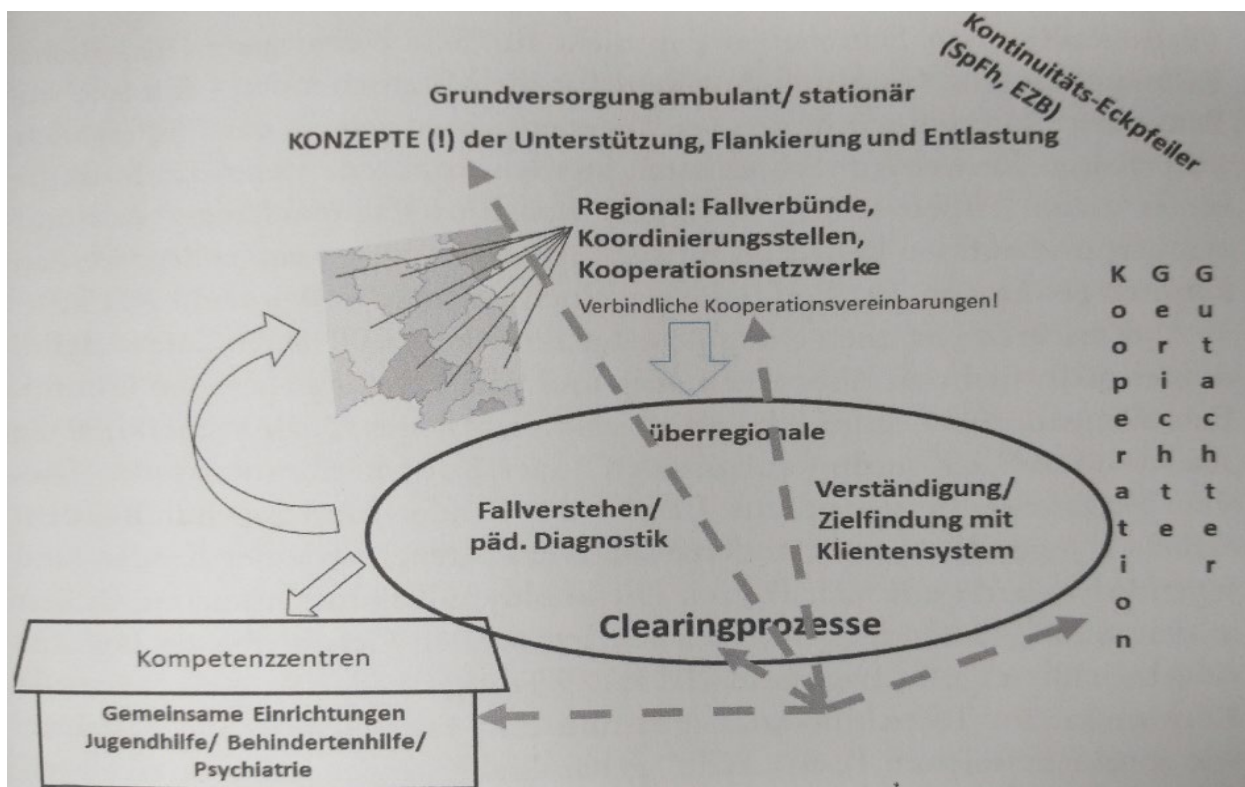 Kontinuitäts-Eckpfeiler
(SpFh, EZB)
Grundversorgung ambulant/ stationär
KONZEPTE (!) der Unterstützung, Flankierung und Entlastung
Regional: Fallverbünde,
Koordinierungsstellen,
Kooperationsnetzwerke
Verbindliche Kooperationsvereinbarungen!
überregionale
Fallverstehen/
päd. Diagnostik
Verständigung/
Zielfindung mit
Klientensystem
Clearingprozesse
Kooperation
Gerichte
Gutachter
Kompetenzzentren
Gemeinsame Einrichtungen
Jugendhilfe/ Behindertenhilfe/
Psychiatrie